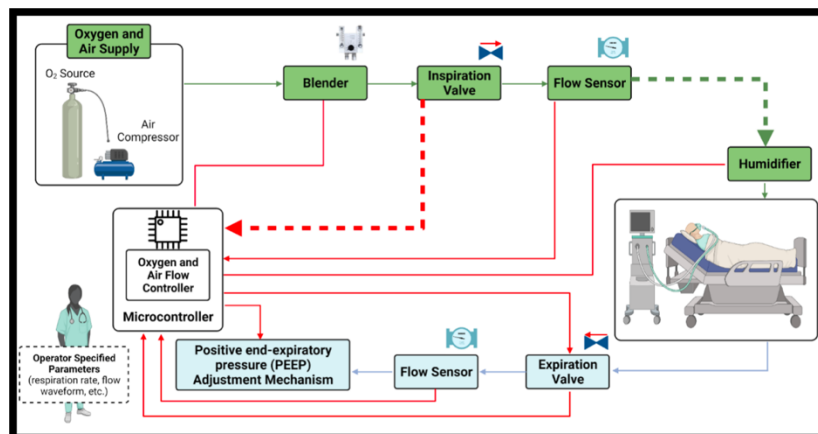 Oxygen and
Air Supply
O₂ Source
Air
Compressor
Blender
Inspiration
Valve
Flow Sensor
Humidifier
Oxygen and
Air Flow
Controller
Microcontroller
Operator Specified
Parameters
(respiration rate, flow
waveform, etc.)
Positive end-expiratory
pressure (PEEP)
Adjustment Mechanism
Flow Sensor
Expiration
Valve